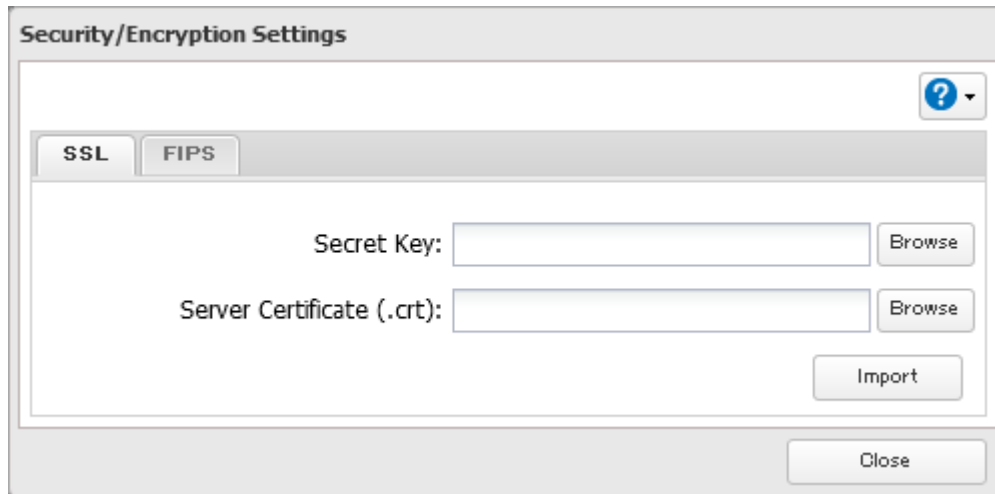 Security/Encryption Settings
?
SSL FIPS
Secret Key: Browse
Server Certificate (.crt): Browse
Import
Close